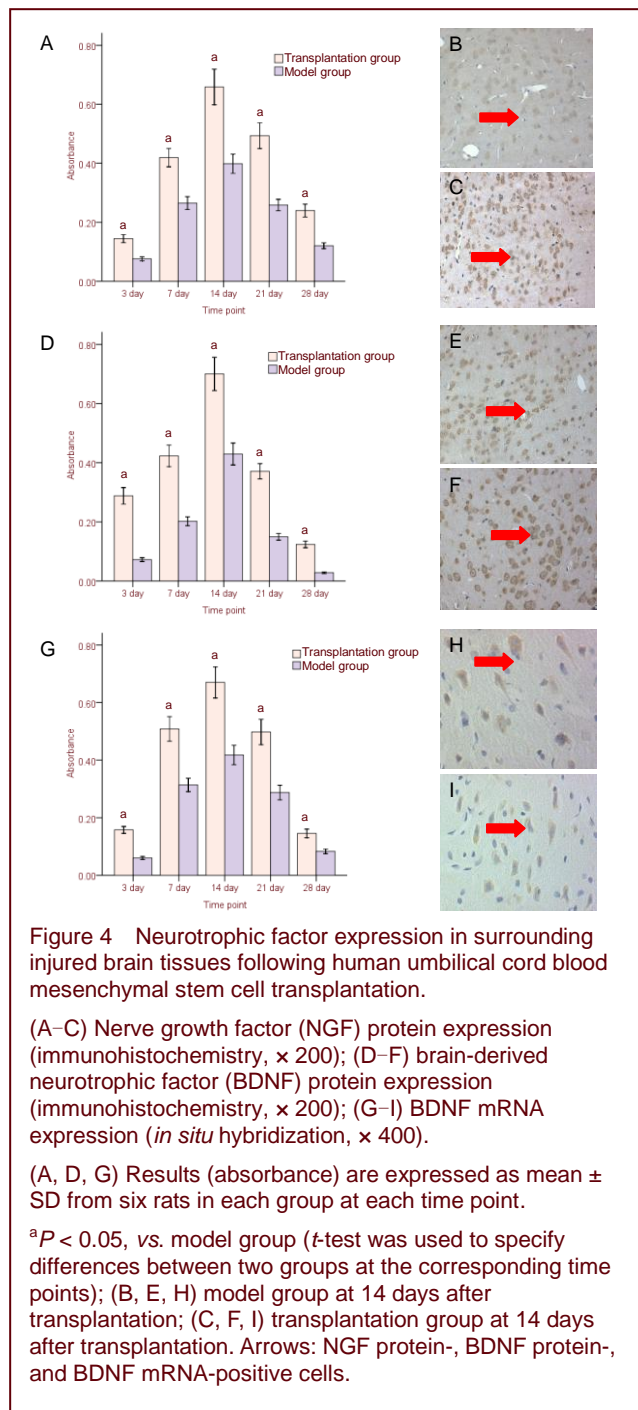 A
0.80
0.60
0.40
0.20
0.00
Absorbance
Transplantation group
Model group
a
a
a
a
a
3 day
7 day
14 day
21 day
28 day
Time point
B
C
D
0.80
0.60
0.40
0.20
0.00
Absorbance
Transplantation group
Model group
a
a
a
a
a
3 day
7 day
14 day
21 day
28 day
Time point
E
F
G
0.80
0.60
0.40
0.20
0.00
Absorbance
Transplantation group
Model group
a
a
a
a
a
3 day
7 day
14 day
21 day
28 day
Time point
H
I
Figure 4 Neurotrophic factor expression in surrounding
injured brain tissues following human umbilical cord blood
mesenchymal stem cell transplantation.
(A–C) Nerve growth factor (NGF) protein expression
(immunohistochemistry, × 200); (D–F) brain-derived
neurotrophic factor (BDNF) protein expression
(immunohistochemistry, × 200); (G–I) BDNF mRNA
expression (in situ hybridization, × 400).
(A, D, G) Results (absorbance) are expressed as mean ±
SD from six rats in each group at each time point.
ᵃP < 0.05, vs. model group (t-test was used to specify
differences between two groups at the corresponding time
points); (B, E, H) model group at 14 days after
transplantation; (C, F, I) transplantation group at 14 days
after transplantation. Arrows: NGF protein-, BDNF protein-,
and BDNF mRNA-positive cells.